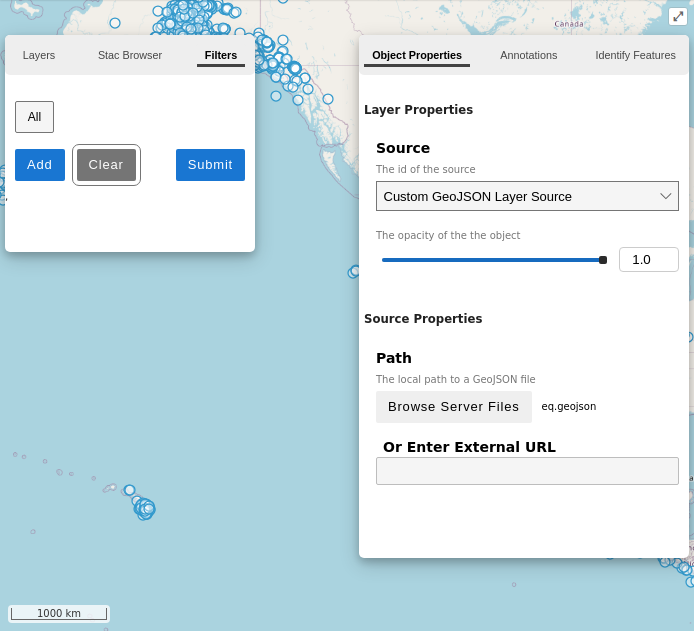 Canada
Layers
Stac Browser
Filters
All
Add
Clear
Submit
Object Properties
Annotations
Identify Features
Layer Properties
Source
The id of the source
Custom GeoJSON Layer Source
The opacity of the the object
1.0
Source Properties
Path
The local path to a GeoJSON file
Browse Server Files
eq.geojson
Or Enter External URL
1000 km